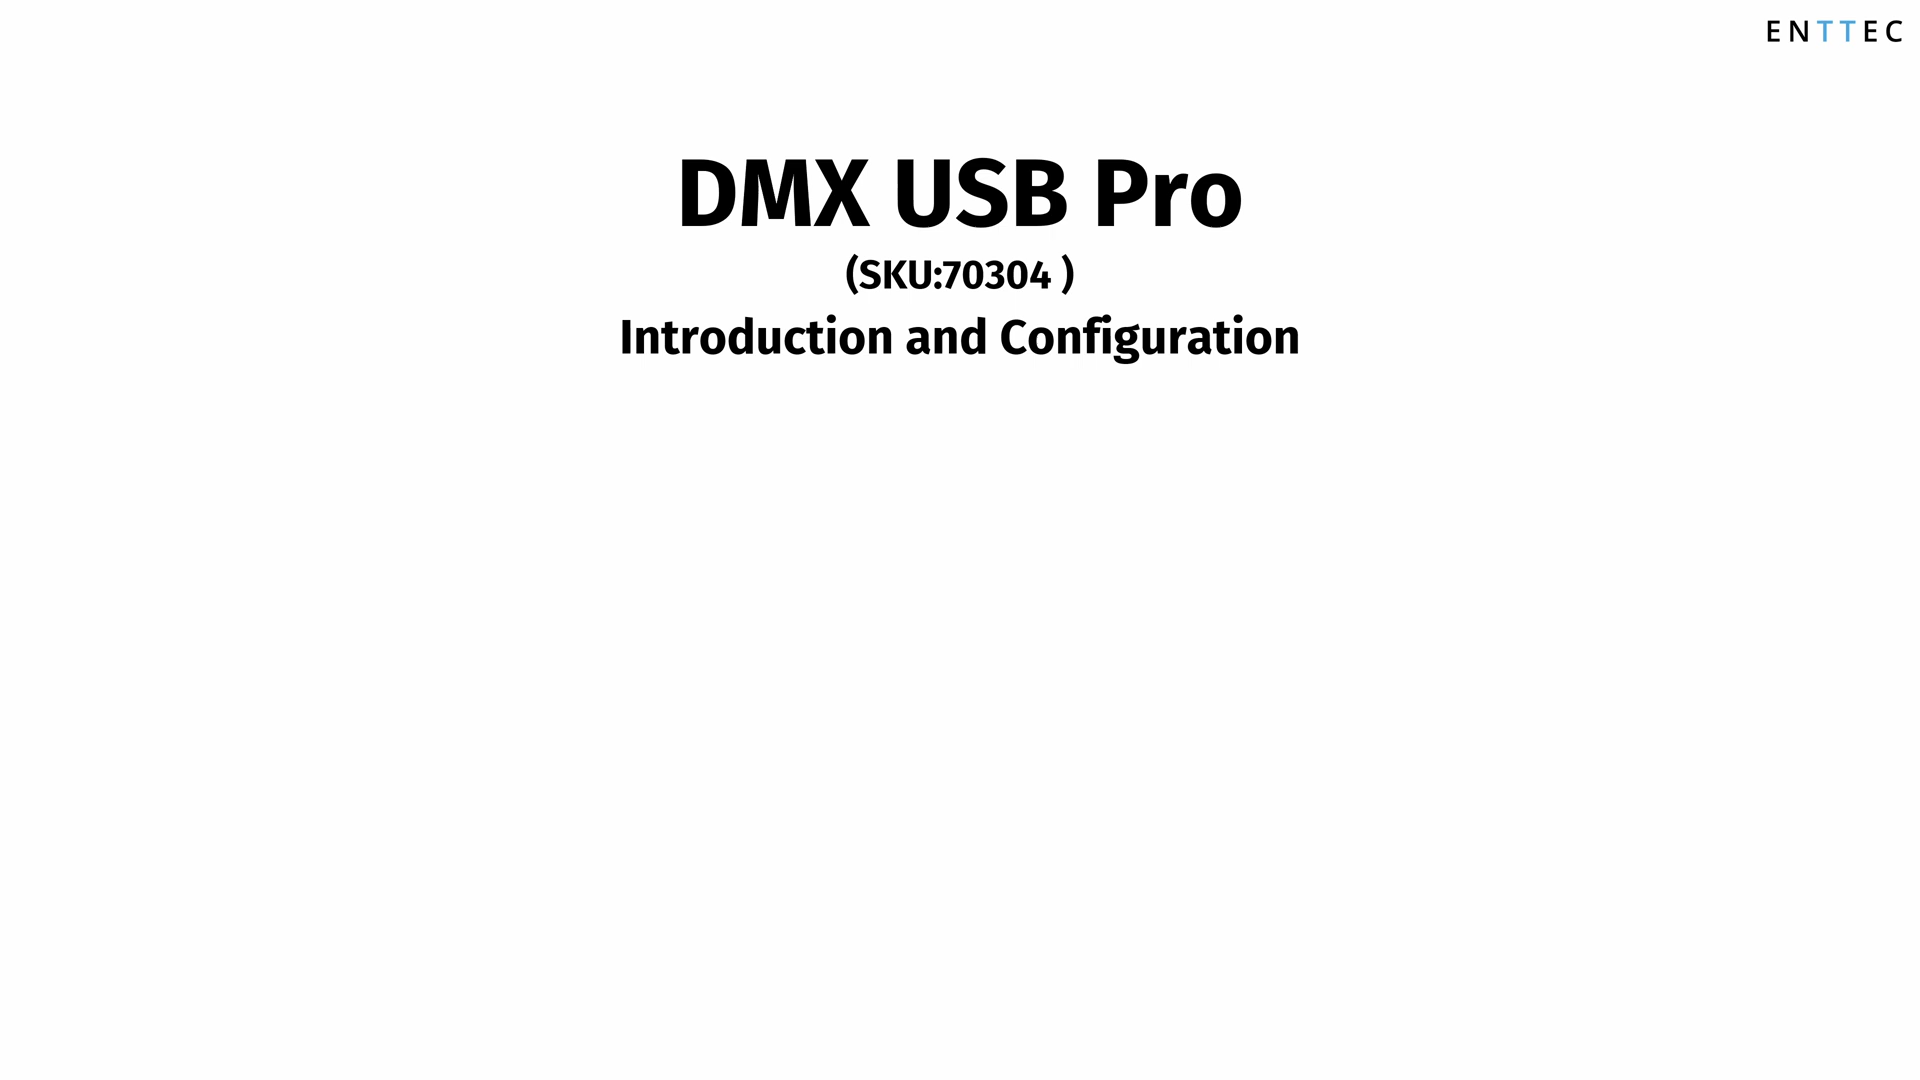 ENTTEC
DMX USB Pro
(SKU:70304 )
Introduction and Configuration